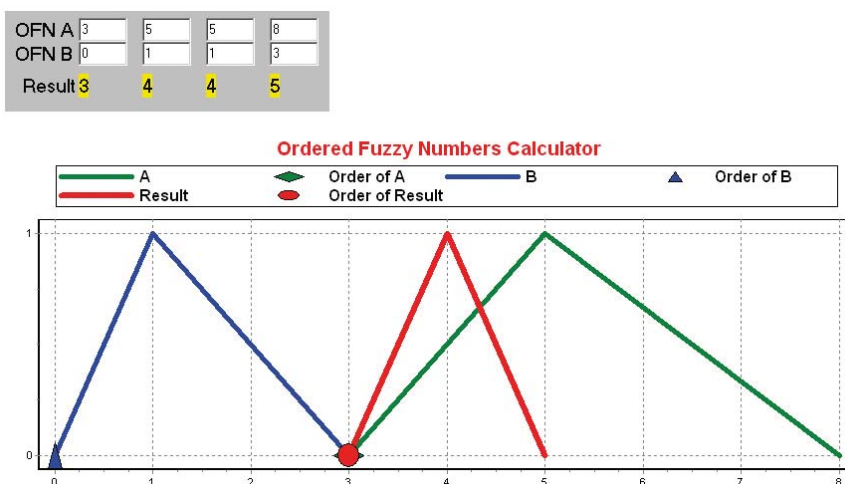 OFN A 3 5 5 8
OFN B 0 1 1 3
Result 3 4 4 5
Ordered Fuzzy Numbers Calculator
A Order of A B Order of B
Result Order of Result
1
0
0 1 2 3 4 5 6 7 8